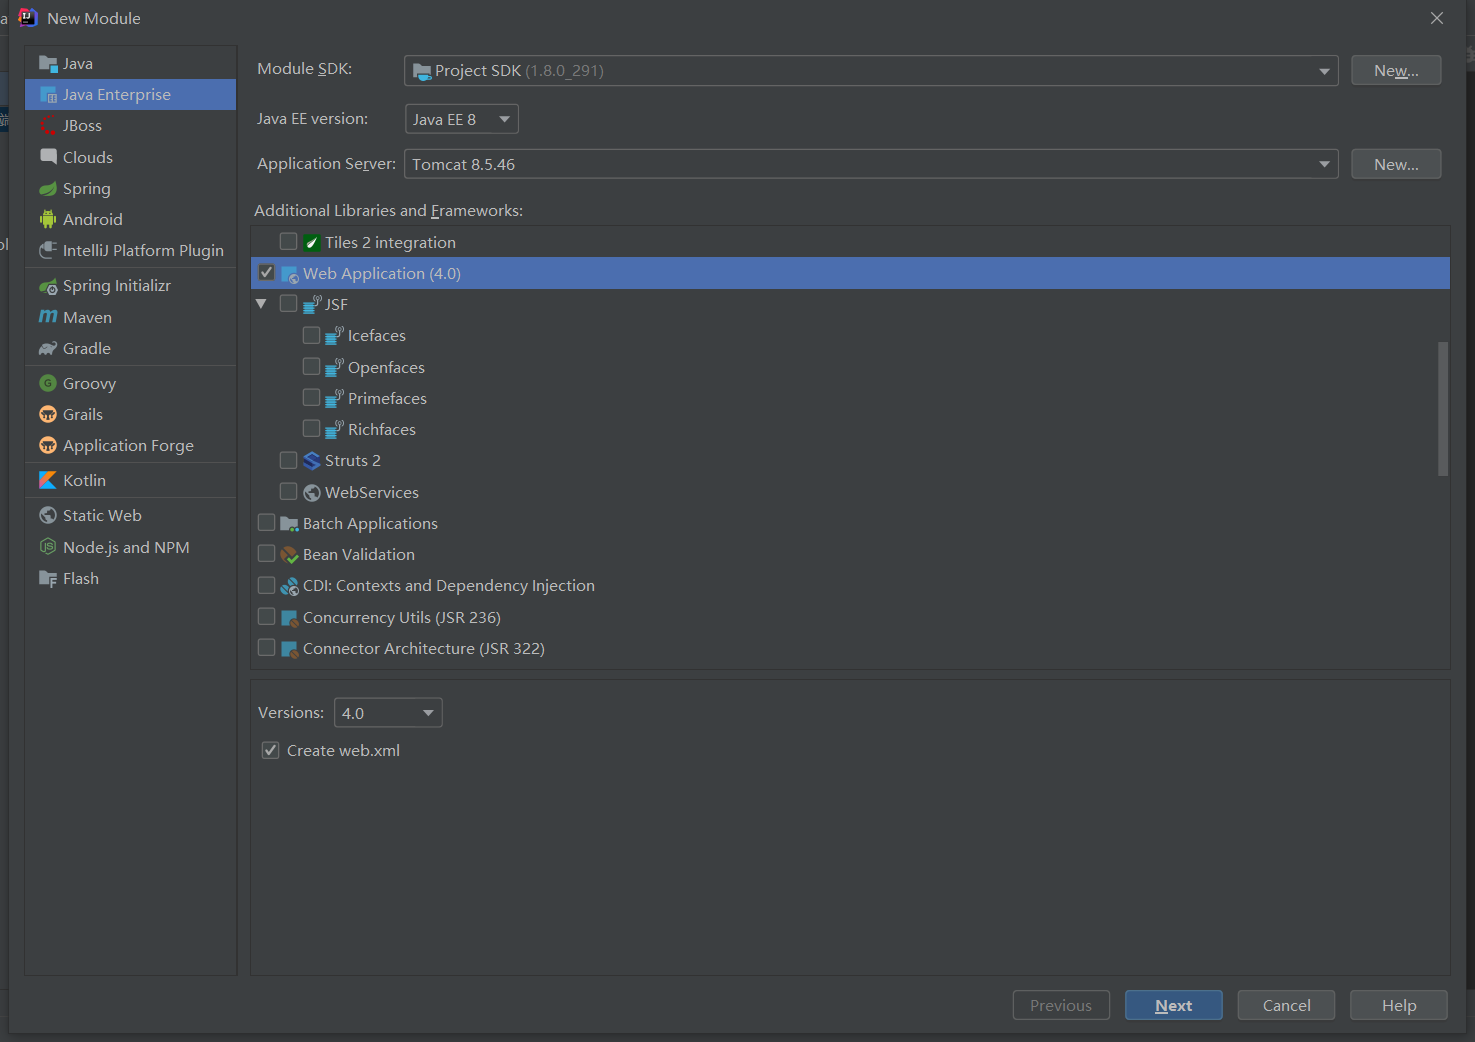 New Module
Java
Java Enterprise
JBoss
Clouds
Spring
Android
IntelliJ Platform Plugin
Spring Initializr
Maven
Gradle
Groovy
Grails
Application Forge
Kotlin
Static Web
Node.js and NPM
Flash
Module SDK: Project SDK (1.8.0_291) New...
Java EE version: Java EE 8
Application Server: Tomcat 8.5.46 New...
Additional Libraries and Frameworks:
Tiles 2 integration
Web Application (4.0)
JSF
Icefaces
Openfaces
Primefaces
Richfaces
Struts 2
WebServices
Batch Applications
Bean Validation
CDI: Contexts and Dependency Injection
Concurrency Utils (JSR 236)
Connector Architecture (JSR 322)
Versions: 4.0
Create web.xml
Previous Next Cancel Help